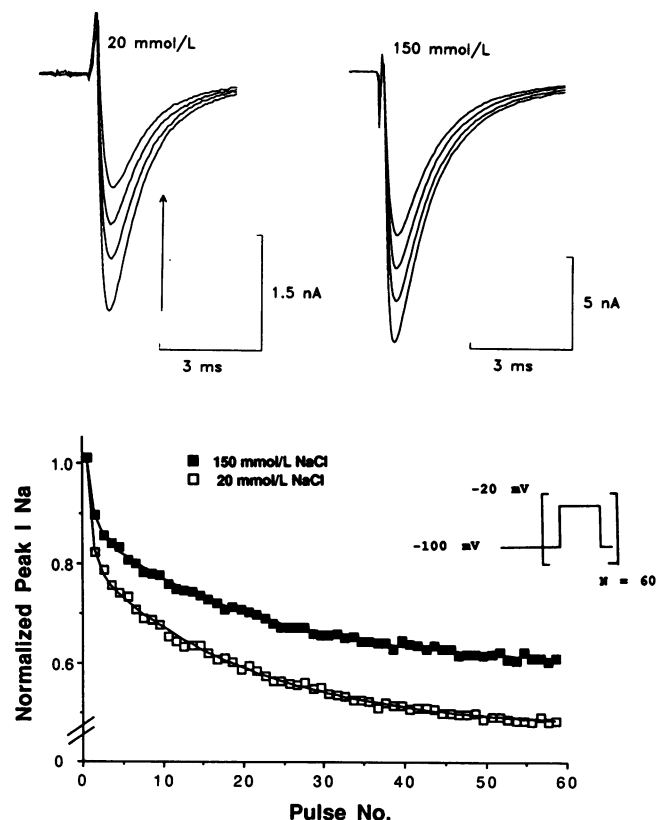 20 mmol/L
150 mmol/L
1.5 nA
3 ms
5 nA
3 ms
Normalized Peak I Na
1.0
0.8
0.6
0
150 mmol/L NaCl
20 mmol/L NaCl
-20 mV
-100 mV
N = 60
0 10 20 30 40 50 60
Pulse No.